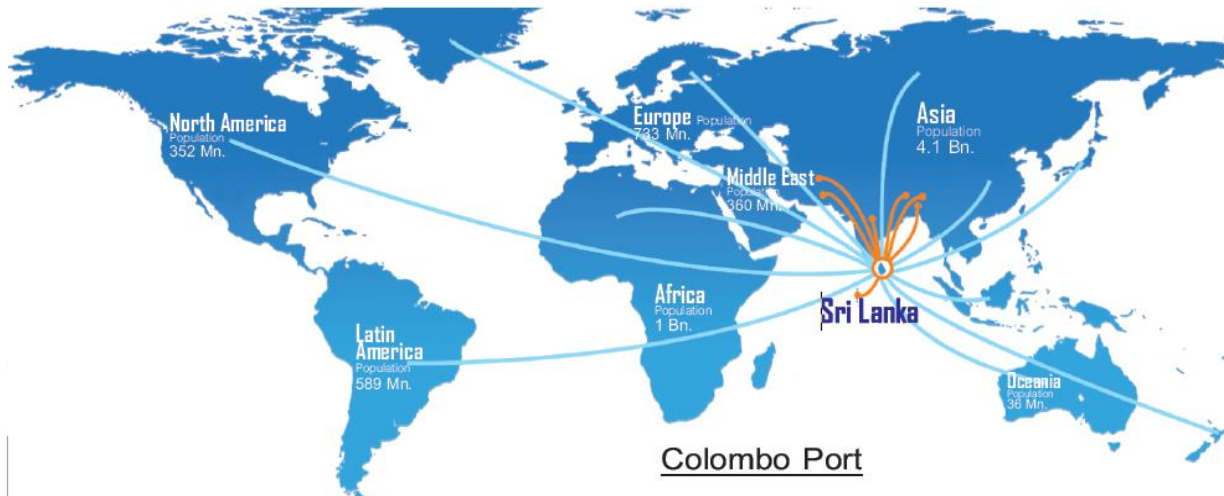 North America
Population
352 Mn.
Europe Population
733 Mn.
Asia
Population
4.1 Bn.
Middle East
Population
360 Mn.
Africa
Population
1 Bn.
Sri Lanka
Latin
America
Population
589 Mn.
Oceania
Population
36 Mn.
Colombo Port